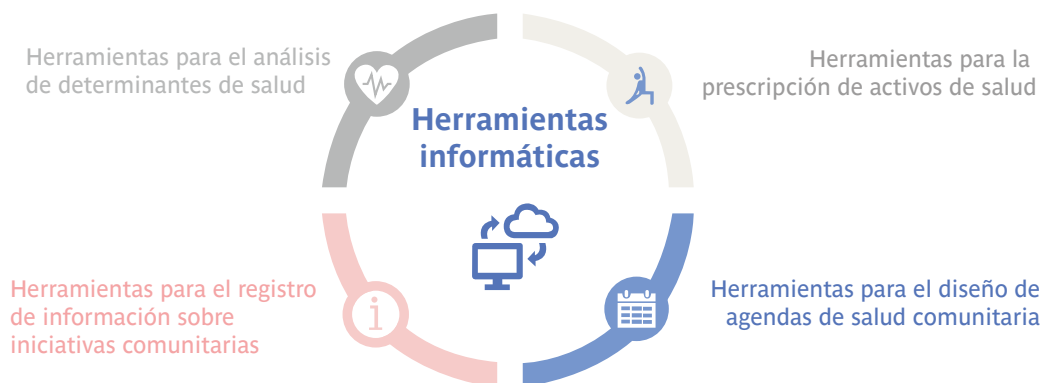 Herramientas para el análisis
de determinantes de salud
Herramientas para la
prescripción de activos de salud
Herramientas
informáticas
Herramientas para el registro
de información sobre
iniciativas comunitarias
i
Herramientas para el diseño de
agendas de salud comunitaria